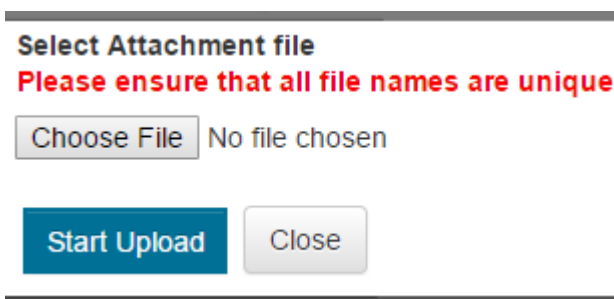 Select Attachment file
Please ensure that all file names are unique
Choose File No file chosen
Start Upload Close